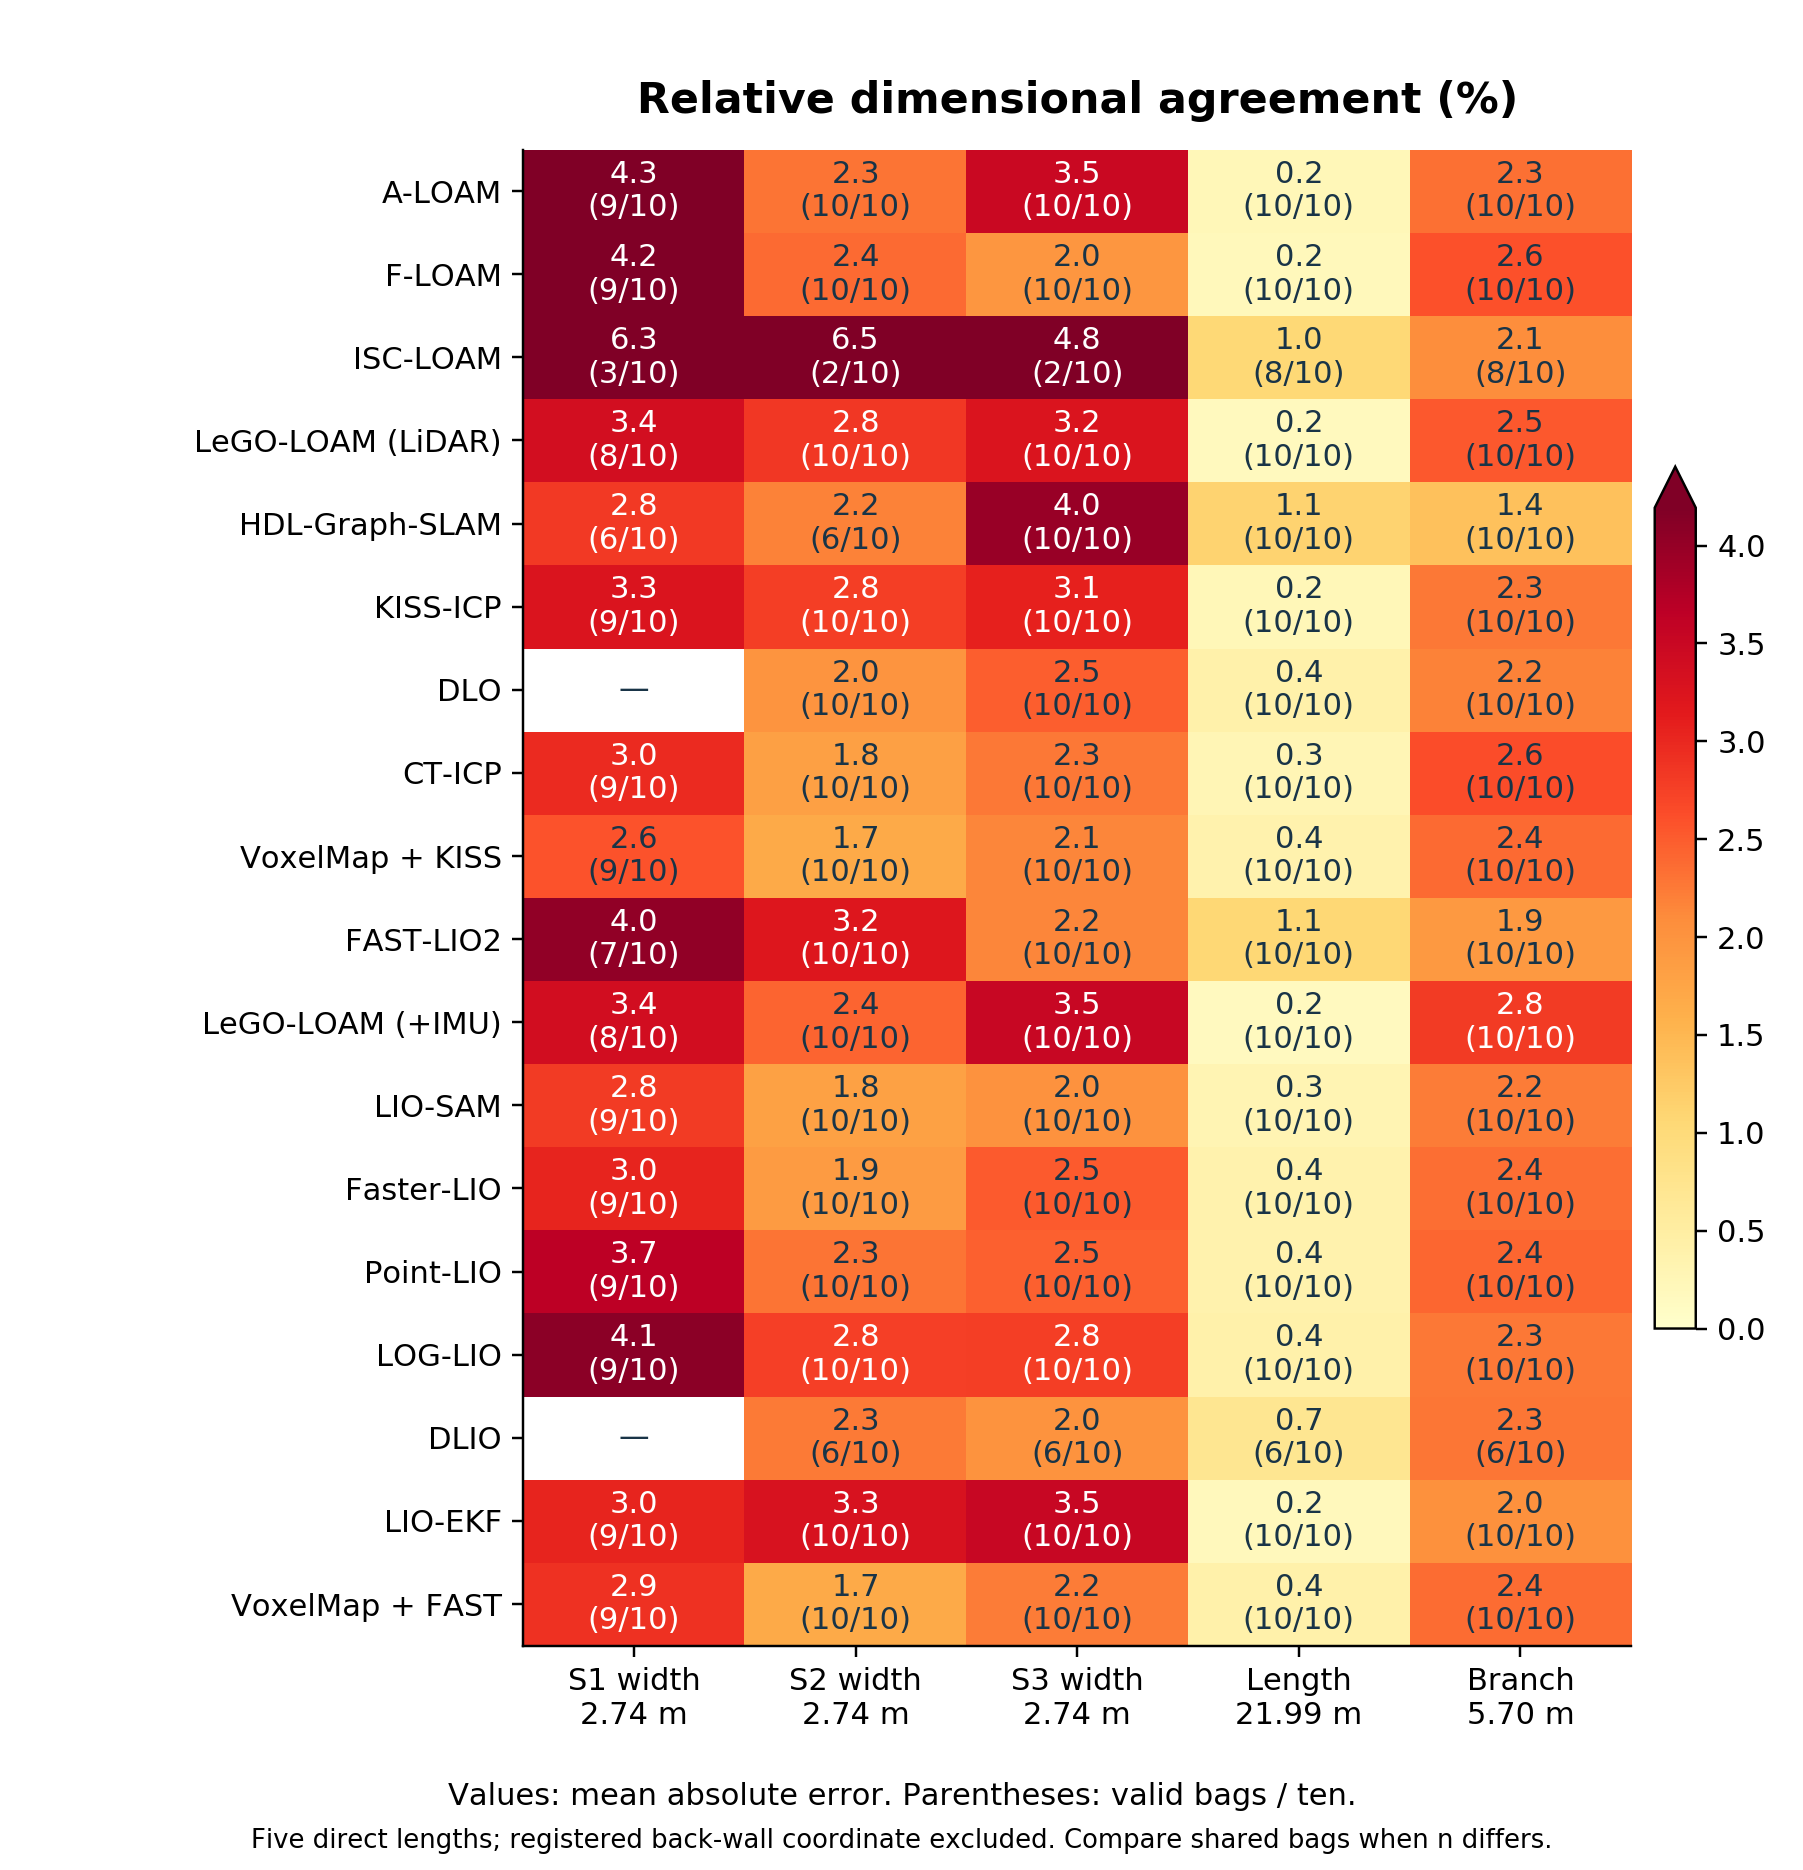 Relative dimensional agreement (%)
A-LOAM 4.3 2.3 3.5 0.2 2.3
(9/10) (10/10) (10/10) (10/10) (10/10)
F-LOAM 4.2 2.4 2.0 0.2 2.6
(9/10) (10/10) (10/10) (10/10) (10/10)
ISC-LOAM 6.3 6.5 4.8 1.0 2.1
(3/10) (2/10) (2/10) (8/10) (8/10)
LeGO-LOAM (LiDAR) 3.4 2.8 3.2 0.2 2.5
(8/10) (10/10) (10/10) (10/10) (10/10)
HDL-Graph-SLAM 2.8 2.2 4.0 1.1 1.4
(6/10) (6/10) (10/10) (10/10) (10/10)
KISS-ICP 3.3 2.8 3.1 0.2 2.3
(9/10) (10/10) (10/10) (10/10) (10/10)
DLO — 2.0 2.5 0.4 2.2
(10/10) (10/10) (10/10) (10/10)
CT-ICP 3.0 1.8 2.3 0.3 2.6
(9/10) (10/10) (10/10) (10/10) (10/10)
VoxelMap + KISS 2.6 1.7 2.1 0.4 2.4
(9/10) (10/10) (10/10) (10/10) (10/10)
FAST-LIO2 4.0 3.2 2.2 1.1 1.9
(7/10) (10/10) (10/10) (10/10) (10/10)
LeGO-LOAM (+IMU) 3.4 2.4 3.5 0.2 2.8
(8/10) (10/10) (10/10) (10/10) (10/10)
LIO-SAM 2.8 1.8 2.0 0.3 2.2
(9/10) (10/10) (10/10) (10/10) (10/10)
Faster-LIO 3.0 1.9 2.5 0.4 2.4
(9/10) (10/10) (10/10) (10/10) (10/10)
Point-LIO 3.7 2.3 2.5 0.4 2.4
(9/10) (10/10) (10/10) (10/10) (10/10)
LOG-LIO 4.1 2.8 2.8 0.4 2.3
(9/10) (10/10) (10/10) (10/10) (10/10)
DLIO — 2.3 2.0 0.7 2.3
(6/10) (6/10) (6/10) (6/10)
LIO-EKF 3.0 3.3 3.5 0.2 2.0
(9/10) (10/10) (10/10) (10/10) (10/10)
VoxelMap + FAST 2.9 1.7 2.2 0.4 2.4
(9/10) (10/10) (10/10) (10/10) (10/10)
S1 width S2 width S3 width Length Branch
2.74 m 2.74 m 2.74 m 21.99 m 5.70 m
4.0
3.5
3.0
2.5
2.0
1.5
1.0
0.5
0.0
Values: mean absolute error. Parentheses: valid bags / ten.
Five direct lengths; registered back-wall coordinate excluded. Compare shared bags when n differs.